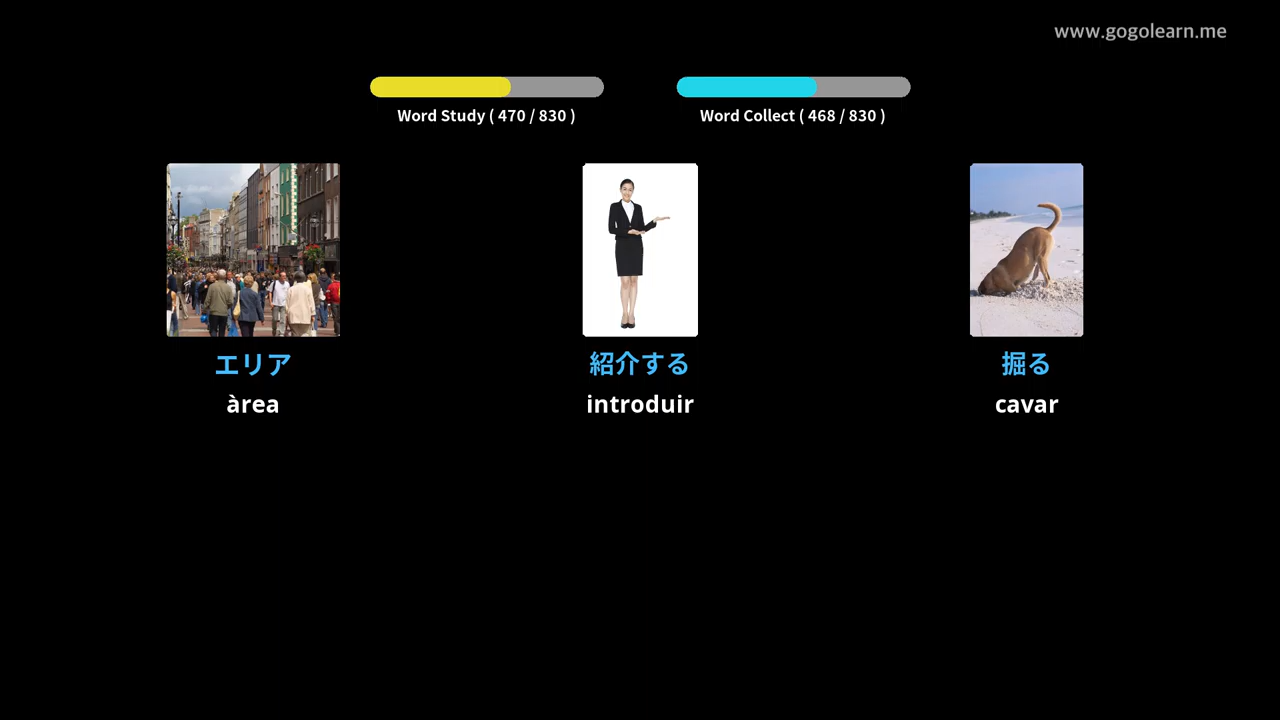 www.gogolearn.me
Word Study ( 470 / 830 )
Word Collect ( 468 / 830 )
エリア
紹介する
掘る
àrea
introduir
cavar